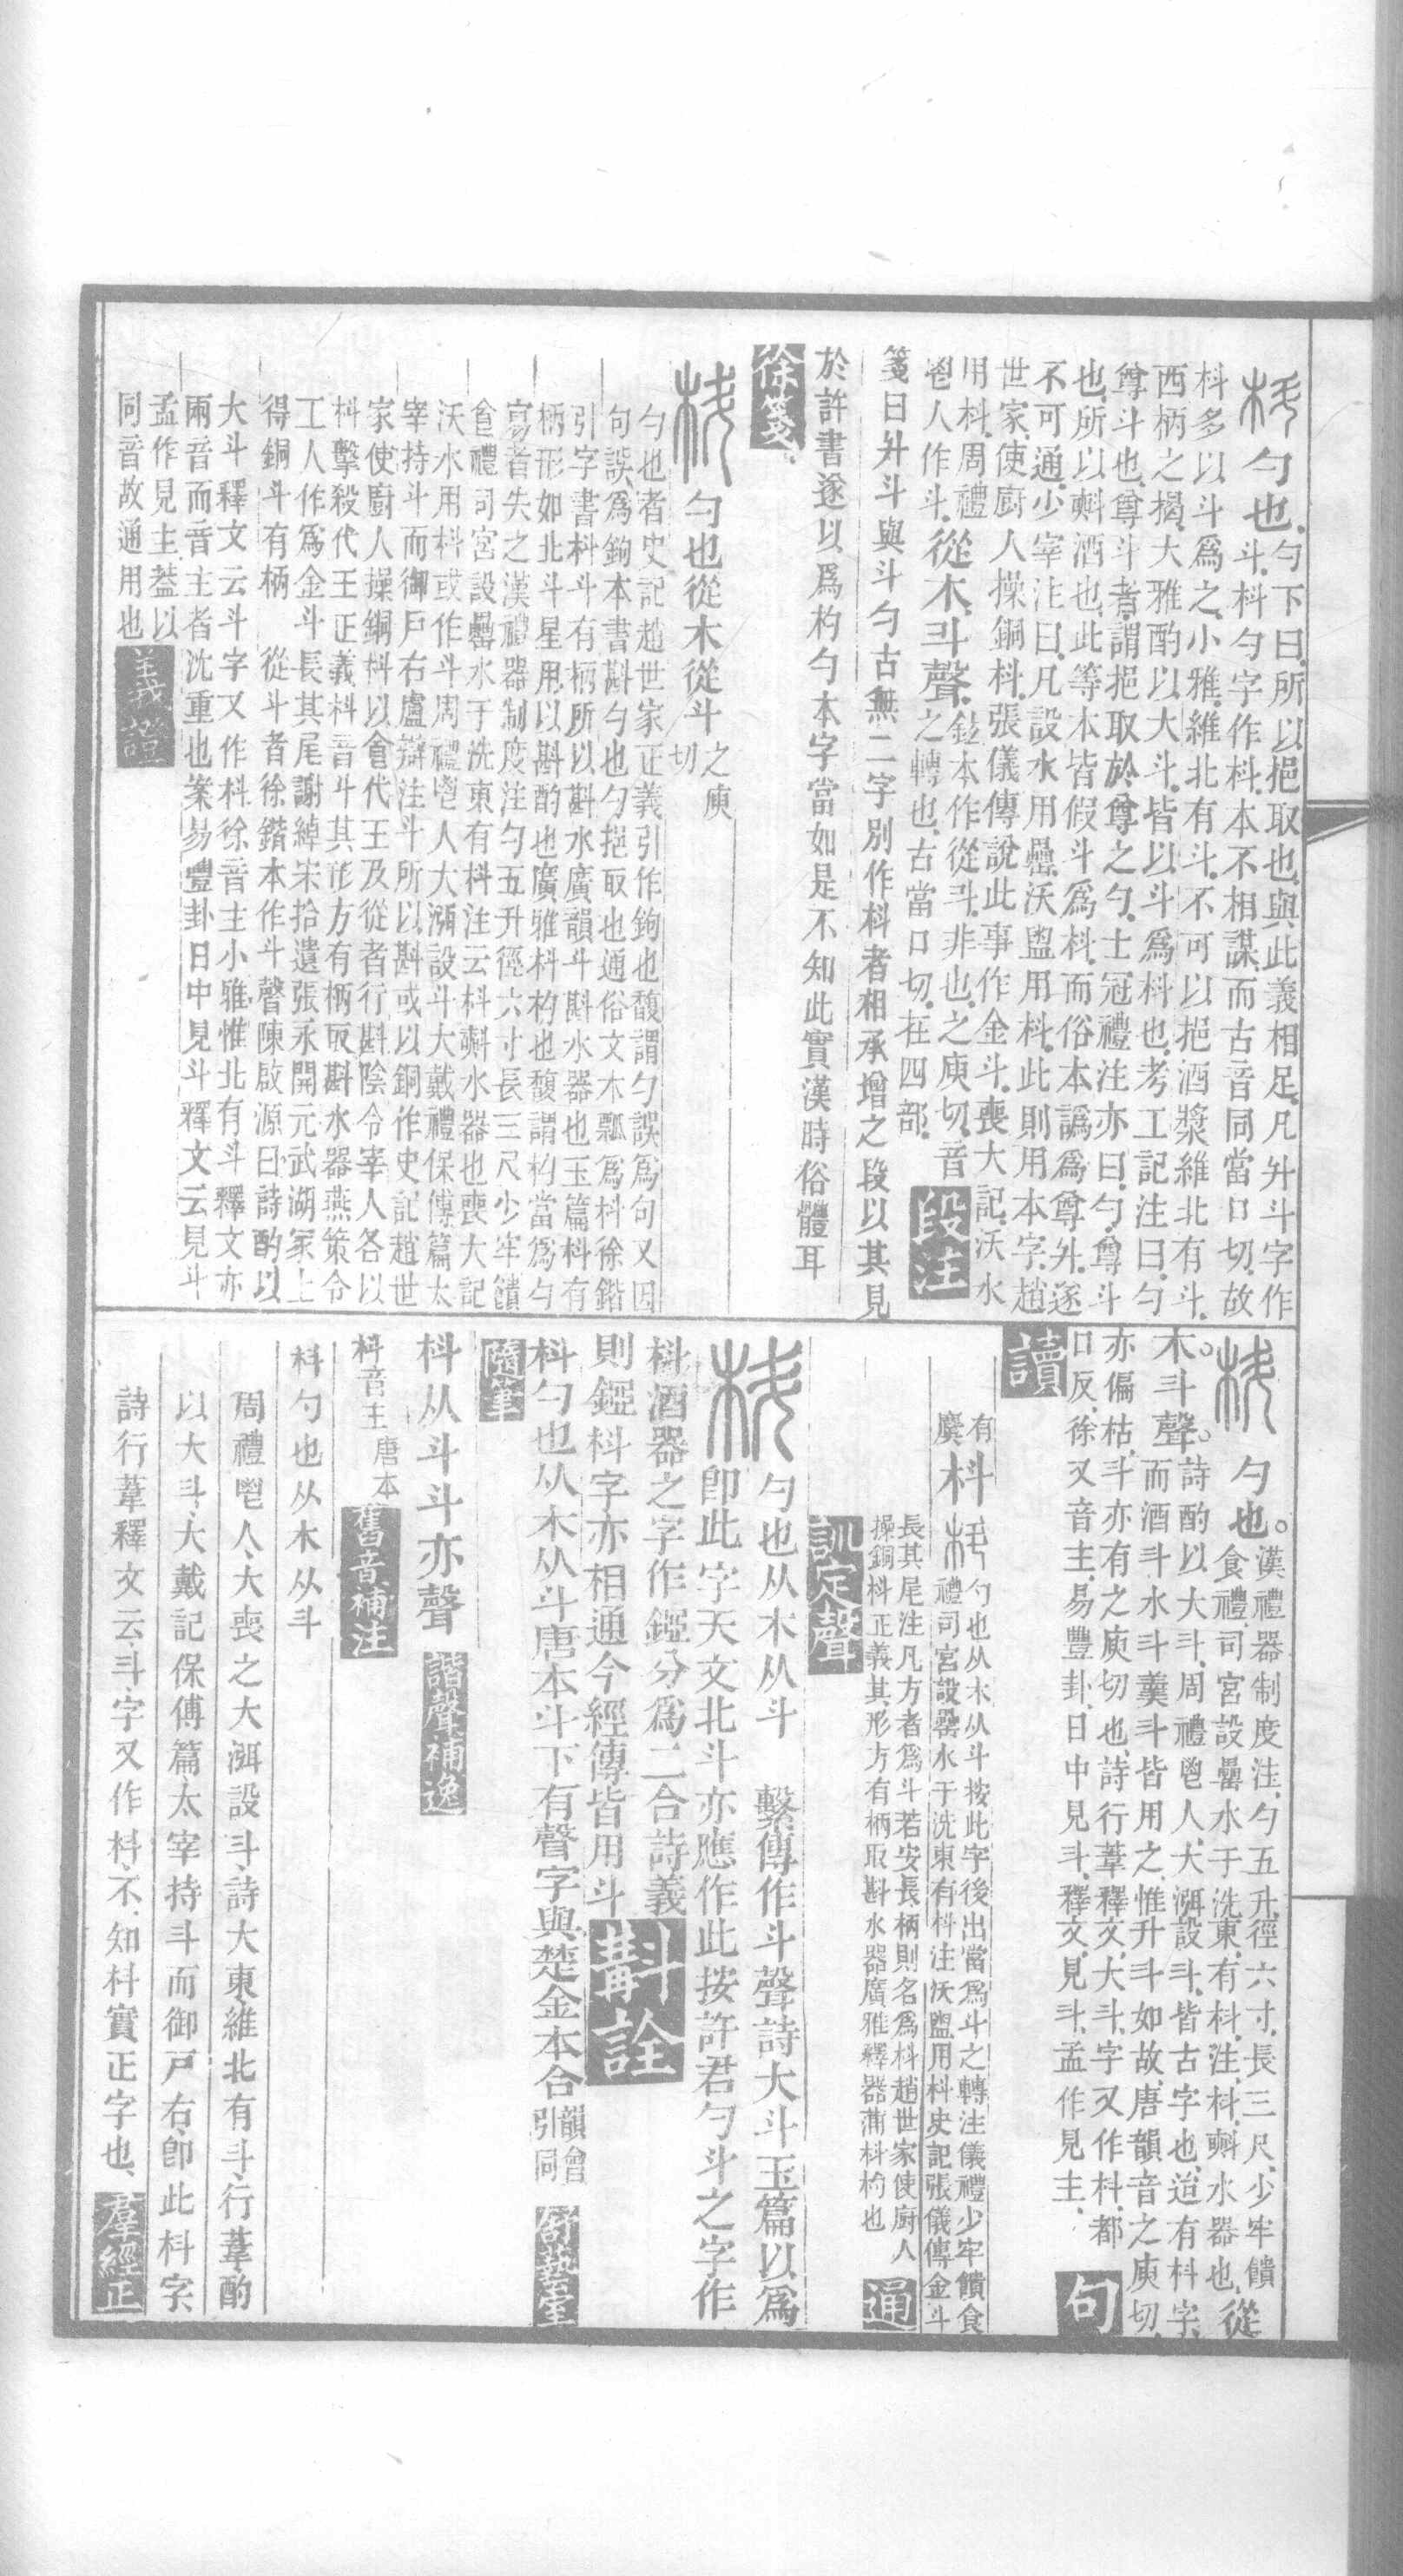 枓勺也勺下曰所以挹取也與此義相足凡升斗字作
斗枓勺字作枓本不相謀而古音同當口切故
枓多以斗爲之小雅維北有斗不可以挹酒漿維北有斗
西柄之揭大雅酌以大斗皆以斗爲枓也考工記注曰勺
尊斗也尊斗者謂挹取於尊之勺士冠禮注亦曰勺尊斗
也所以㪺酒也此等本皆假斗爲枓而俗本譌爲尊升遂
不可通少宰注曰凡設水用罍沃盥用枓此則用本字趙
世家使廚人操銅枓張儀傳說此事作金斗喪大記沃水
用枓周禮鬯人作斗從木斗聲鉉本作從斗非也之庾切音
之轉也古當口切在四部段注
箋曰升斗與斗勺古無二字別作枓者相承增之段以其見
於許書遂以爲枓勺本字當如是不知此實漢時俗體耳
徐箋
枓勺也從木從斗之庾切
勺也者史記趙世家正義引作鉤也馥謂勺誤爲句又因
句誤爲鉤本書斟勺也勺挹取也通俗文木瓢爲枓徐鍇
引字書枓斗有柄所以斟水廣韻斗斟水器也玉篇枓有
柄形如北斗星用以斟酌也廣雅枓杓也馥謂杓當爲勺
寫者失之漢禮器制度注勺五升徑六寸長三尺少牢饋
食禮司宮設罍水于洗東有枓注云枓㪺水器也喪大記
沃水用枓或作斗周禮鬯人大渳設斗大戴禮保傅篇太
宰持斗而御戶右盧辯注斗所以斟或以銅作史記趙世
家使廚人操銅枓以食代王及從者行斟陰令宰人各以
枓擊殺代王正義枓音斗其形方有柄取斟水器燕策令
工人作爲金斗長其尾謝綽宋拾遺張永開元武湖冢上
得銅斗有柄　從斗者徐鍇本作斗聲陳啟源曰詩酌以
大斗釋文云斗字又作枓徐音主小雅惟北有斗釋文亦
兩音而音主者沈重也案易豐卦日中見斗釋文云見斗
孟作見主蓋以
同音故通用也義證
枓勺也。漢禮器制度注勺五升徑六寸長三尺少牢饋
食禮司宮設罍水于洗東有枓注枓㪺水器也從
木斗聲。詩酌以大斗周禮鬯人大渳設斗皆古字也迨有枓字
而酒斗水斗羹斗皆用之惟升斗如故唐韻音之庾切
亦偏枯斗亦有之庾切也詩行葦釋文大斗字又作枓都
口反徐又音主易豐卦日中見斗釋文見斗孟作見主句
讀
有麌枓枓勺也从木从斗按此字後出當爲斗之轉注儀禮少牢饋食
禮司宮設罍水于洗東有枓注沃盥用枓史記張儀傳金斗
長其尾注凡方者爲斗若安長柄則名爲枓趙世家使廚人
操銅枓正義其形方有柄取斟水器廣雅釋器蒲枓杓也通
訓定聲
枓勺也从木从斗　繫傳作斗聲詩大斗玉篇以爲
卽此字天文北斗亦應作此按許君勺斗之字作
枓酒器之字作鋞分爲二合詩義
則鋞枓字亦相通今經傳皆用斗斠詮
枓勺也从木从斗唐本斗下有聲字與楚金本合韻會引同舒蓺室
隨筆
枓从斗斗亦聲諧聲補逸
枓音主唐本舊音補注
枓勺也从木从斗
周禮鬯人大喪之大渳設斗詩大東維北有斗行葦酌
以大斗大戴記保傅篇太宰持斗而御戶右卽此枓字
詩行葦釋文云斗字又作枓不知枓實正字也羣經正